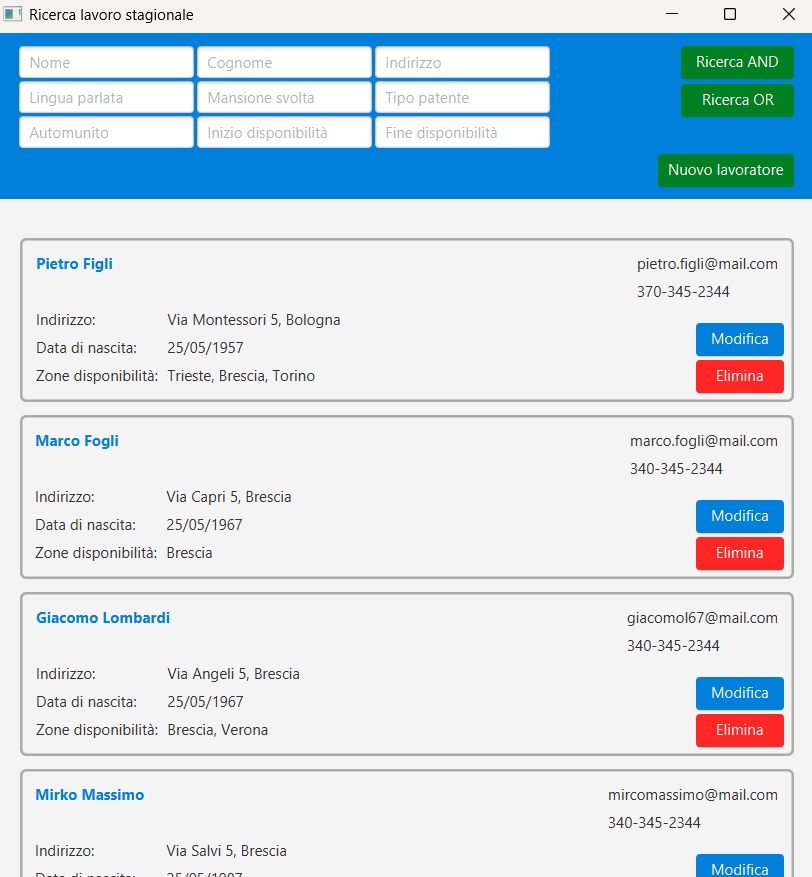 Ricerca lavoro stagionale
Nome Cognome Indirizzo Ricerca AND
Lingua parlata Mansione svolta Tipo patente Ricerca OR
Automunito Inizio disponibilità Fine disponibilità
Nuovo lavoratore
Pietro Figli pietro.figli@mail.com
370-345-2344
Indirizzo: Via Montessori 5, Bologna
Modifica
Data di nascita: 25/05/1957
Zone disponibilità: Trieste, Brescia, Torino Elimina
Marco Fogli marco.fogli@mail.com
340-345-2344
Indirizzo: Via Capri 5, Brescia
Modifica
Data di nascita: 25/05/1967
Zone disponibilità: Brescia Elimina
Giacomo Lombardi giacomol67@mail.com
340-345-2344
Indirizzo: Via Angeli 5, Brescia
Modifica
Data di nascita: 25/05/1967
Zone disponibilità: Brescia, Verona Elimina
Mirko Massimo mircomassimo@mail.com
340-345-2344
Indirizzo: Via Salvi 5, Brescia
Modifica
Data di nascita: 25/05/1987